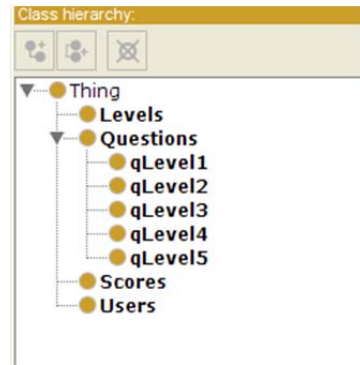 Class hierarchy:
Thing
Levels
Questions
qLevel1
qLevel2
qLevel3
qLevel4
qLevel5
Scores
Users